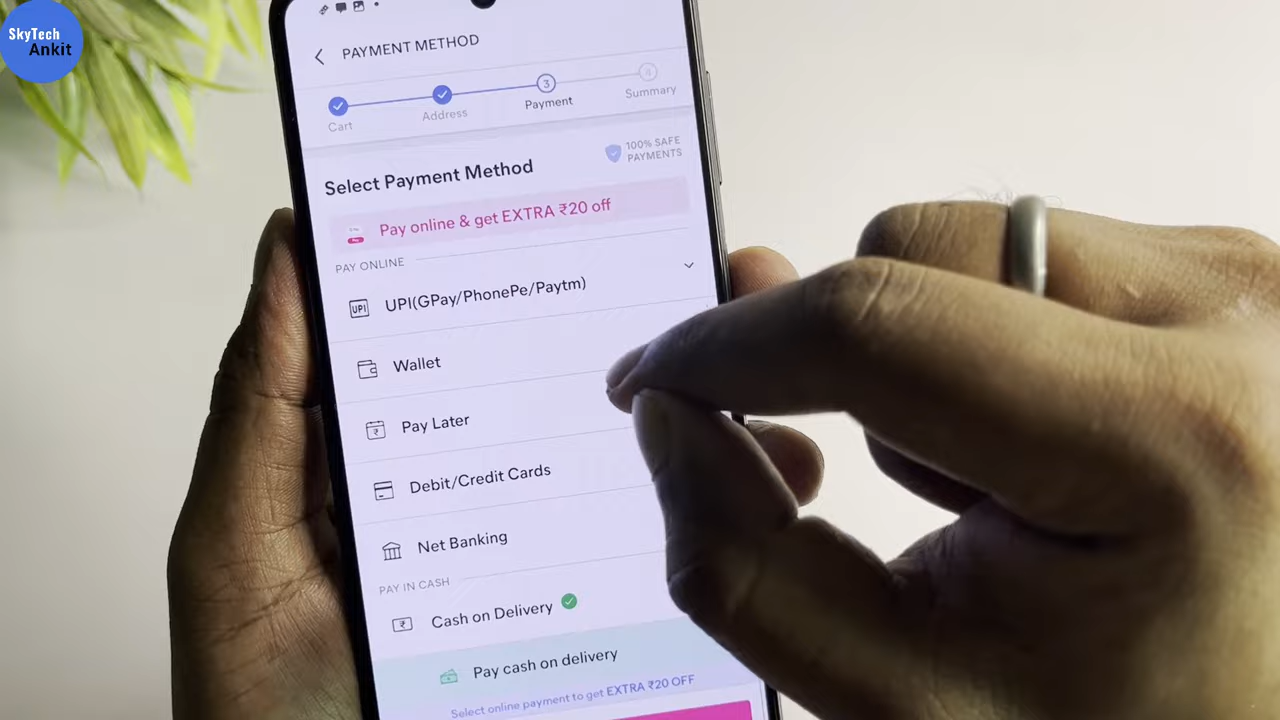 SkyTech
Ankit
PAYMENT METHOD
3
4
Cart
Address
Payment
Summary
Select Payment Method
100% SAFE
PAYMENTS
Pay online & get EXTRA ₹20 off
PAY ONLINE
UPI
UPI(GPay/PhonePe/Paytm)
Wallet
Pay Later
Debit/Credit Cards
Net Banking
PAY IN CASH
Cash on Delivery
Pay cash on delivery
Select online payment to get EXTRA ₹20 OFF